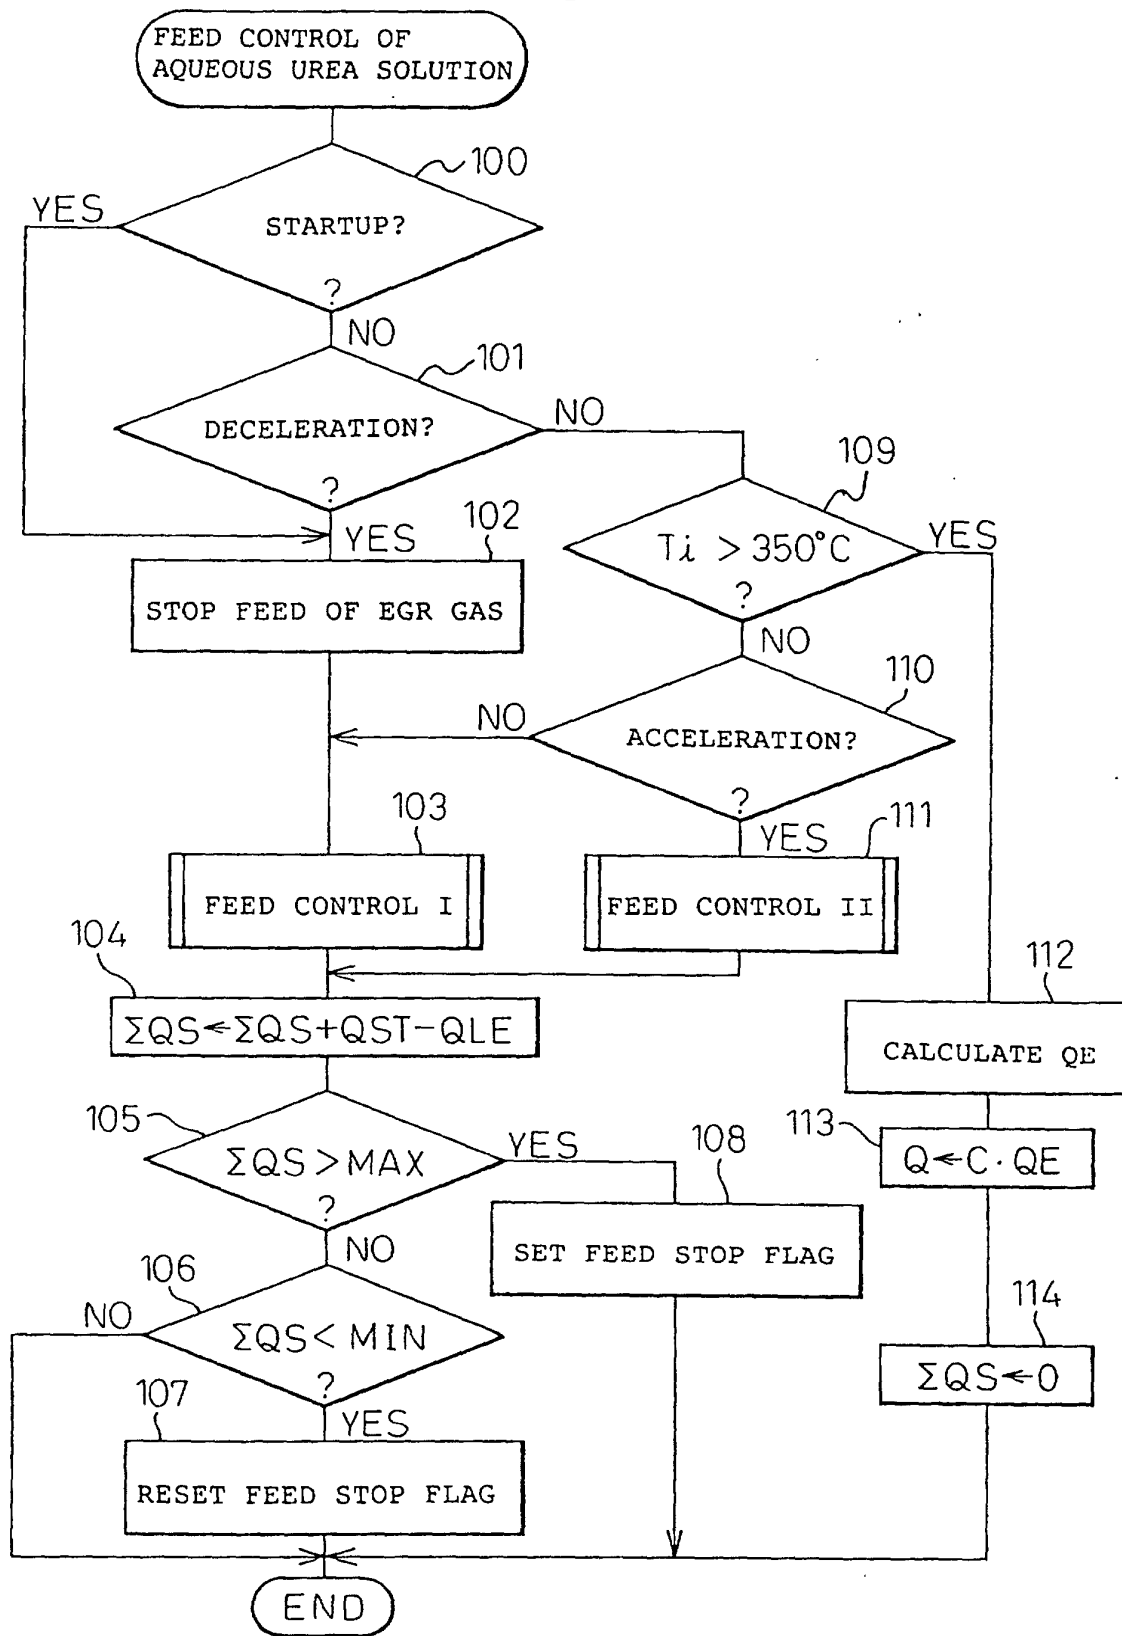 FEED CONTROL OF
AQUEOUS UREA SOLUTION
100
YES
STARTUP?
?
NO
101
DECELERATION?
NO
?
109
YES
102
Ti > 350°C
YES
?
STOP FEED OF EGR GAS
NO
110
NO
ACCELERATION?
?
103
YES
111
FEED CONTROL I
FEED CONTROL II
104
112
ΣQS←ΣQS+QST−QLE
CALCULATE QE
105
ΣQS>MAX
YES
108
113
Q←C·QE
?
NO
SET FEED STOP FLAG
106
NO
ΣQS<MIN
114
ΣQS←0
?
107
YES
RESET FEED STOP FLAG
END